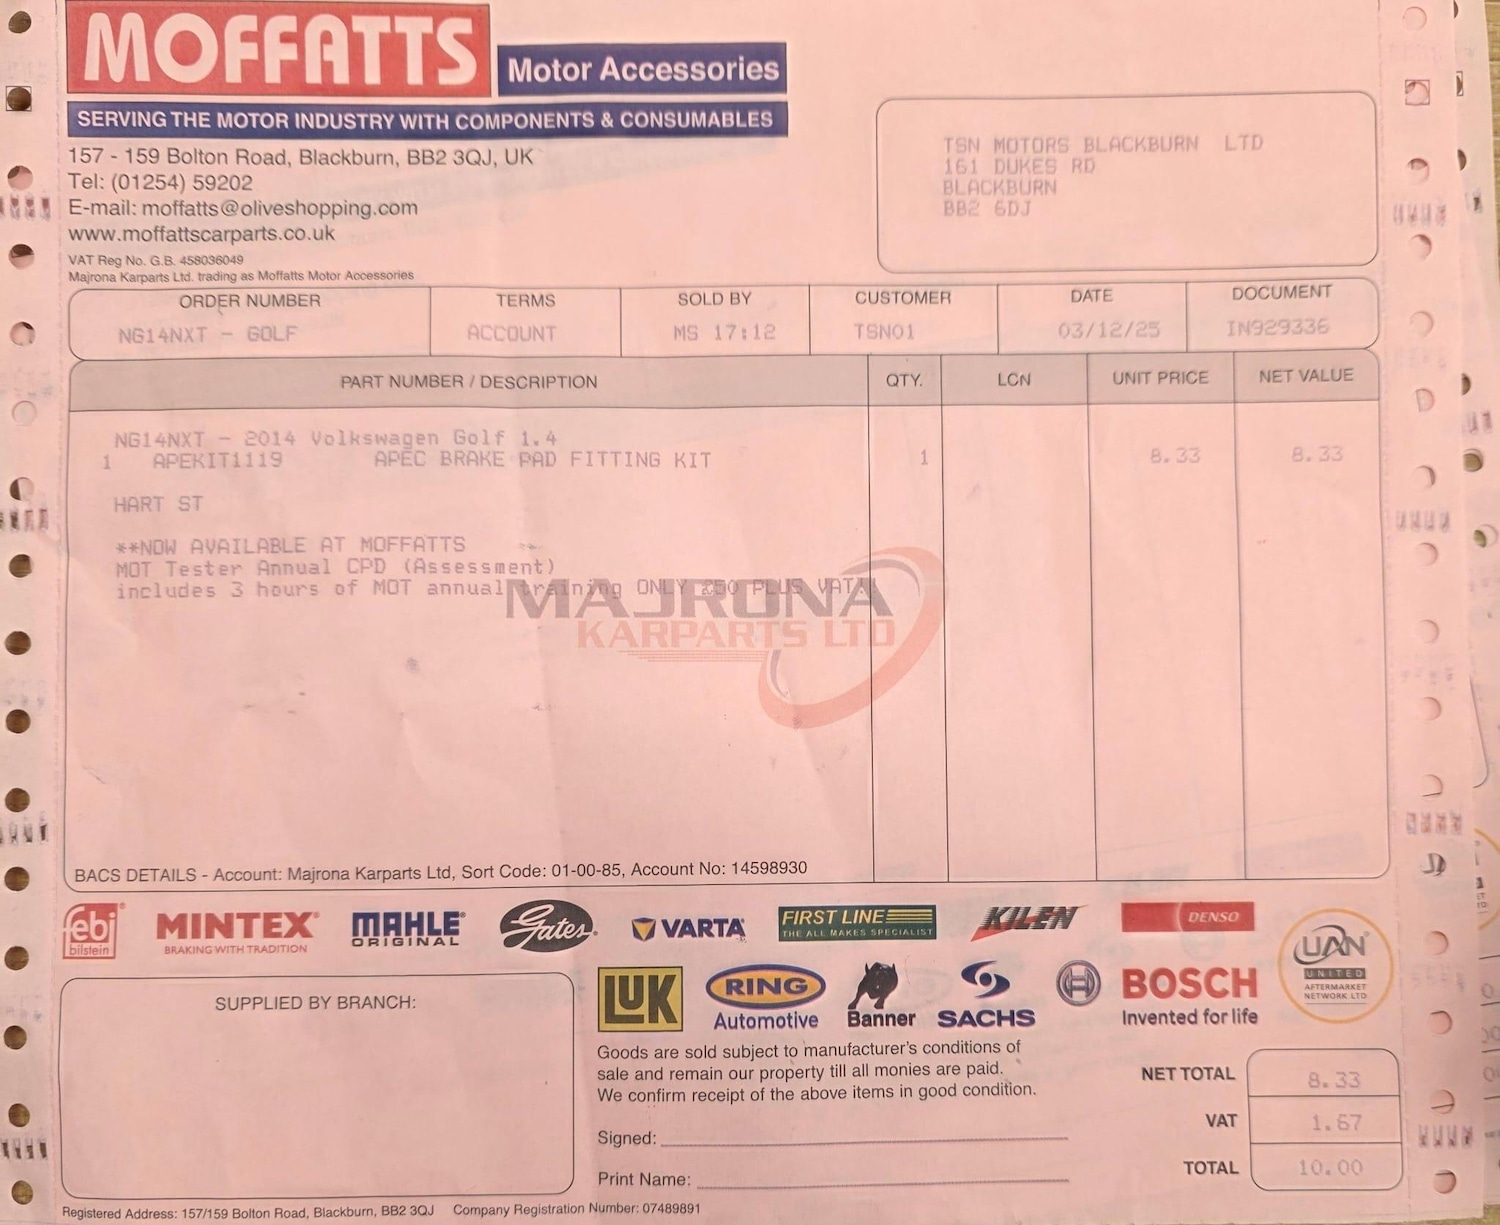 MOFFATTS
Motor Accessories
SERVING THE MOTOR INDUSTRY WITH COMPONENTS & CONSUMABLES
157 - 159 Bolton Road, Blackburn, BB2 3QJ, UK
Tel: (01254) 59202
E-mail: moffatts@oliveshopping.com
www.moffattscarparts.co.uk
VAT Reg No. G.B. 458036049
Majrona Karparts Ltd. trading as Moffatts Motor Accessories
TSN MOTORS BLACKBURN LTD
161 DUKES RD
BLACKBURN
BB2 6DJ
ORDER NUMBER TERMS SOLD BY CUSTOMER DATE DOCUMENT
NG14NXT - GOLF ACCOUNT MS 17:12 TSN01 03/12/25 IN929336
PART NUMBER / DESCRIPTION QTY. LCN UNIT PRICE NET VALUE
NG14NXT - 2014 Volkswagen Golf 1.4
1 APEKIT1119 APEC BRAKE PAD FITTING KIT 1 8.33 8.33
HART ST
**NOW AVAILABLE AT MOFFATTS
MOT Tester Annual CPD (Assessment)
includes 3 hours of MOT annual training ONLY £50 PLUS VAT
MAJRONA
KARPARTS LTD
BACS DETAILS - Account: Majrona Karparts Ltd, Sort Code: 01-00-85, Account No: 14598930
febi
bilstein
MINTEX
BRAKING WITH TRADITION
MAHLE
ORIGINAL
Gates
VARTA
FIRST LINE
THE ALL MAKES SPECIALIST
KILEN
DENSO
UAN
UNITED
AFTERMARKET
NETWORK LTD
LUK
RING
Automotive
Banner
SACHS
BOSCH
Invented for life
SUPPLIED BY BRANCH:
Goods are sold subject to manufacturer's conditions of
sale and remain our property till all monies are paid.
We confirm receipt of the above items in good condition.
Signed:
Print Name:
NET TOTAL 8.33
VAT 1.67
TOTAL 10.00
Registered Address: 157/159 Bolton Road, Blackburn, BB2 3QJ Company Registration Number: 07489891